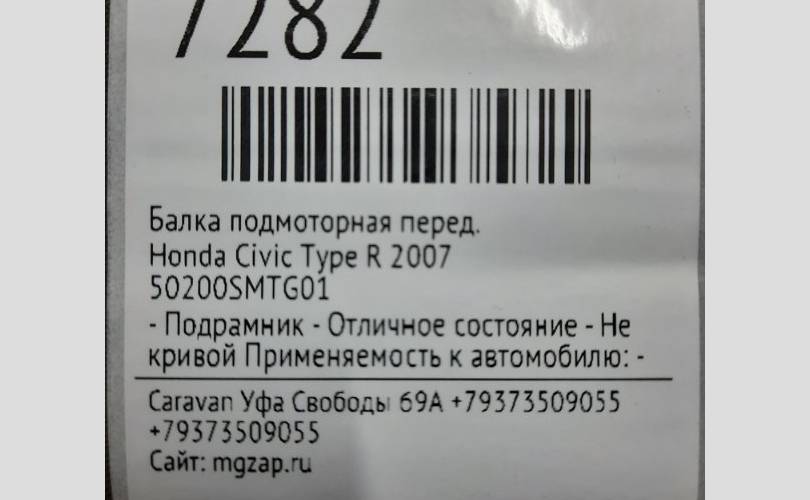 7282
Балка подмоторная перед.
Honda Civic Type R 2007
50200SMTG01
- Подрамник - Отличное состояние - Не
кривой Применяемость к автомобилю: -
Caravan Уфа Свободы 69А +79373509055
+79373509055
Сайт: mgzap.ru